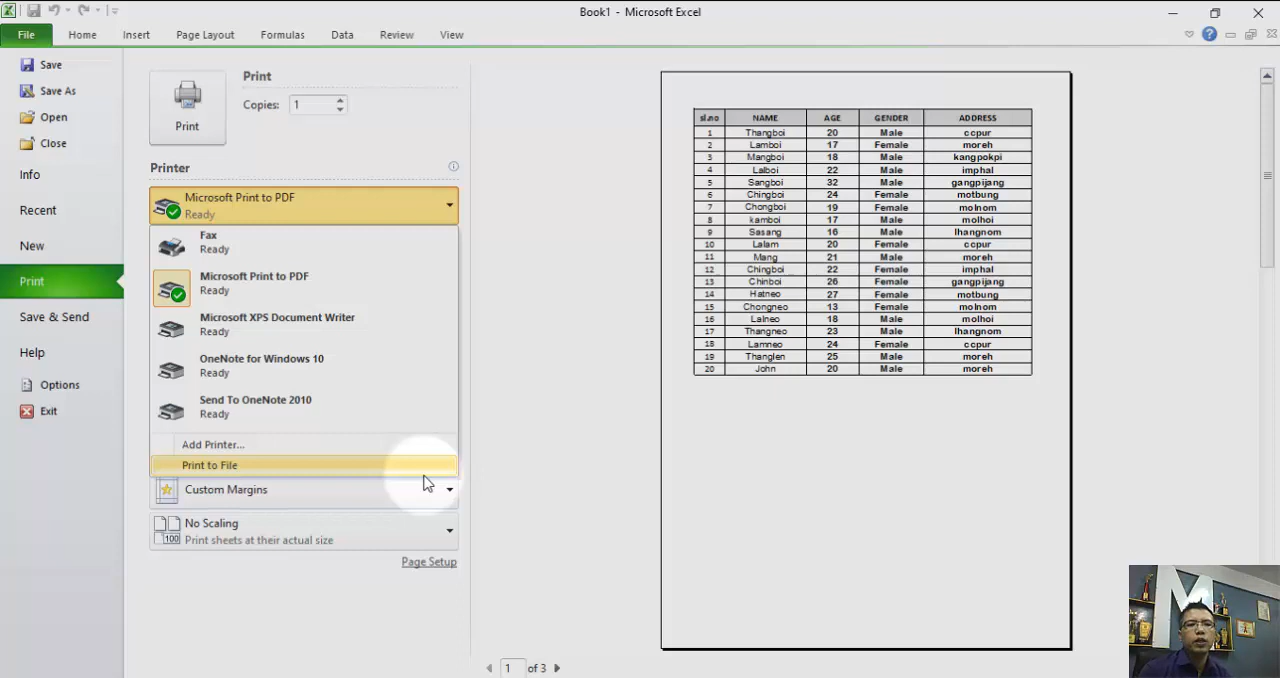 Book1 - Microsoft Excel
File Home Insert Page Layout Formulas Data Review View
Save
Save As
Open
Close
Info
Recent
New
Print
Save & Send
Help
Options
Exit
Print
Print
Copies: 1
Printer
Microsoft Print to PDF
Ready
Fax
Ready
Microsoft Print to PDF
Ready
Microsoft XPS Document Writer
Ready
OneNote for Windows 10
Ready
Send To OneNote 2010
Ready
Add Printer...
Print to File
Custom Margins
No Scaling
100 Print sheets at their actual size
Page Setup
sl.no NAME AGE GENDER ADDRESS
1 Thangboi 20 Male ccpur
2 Lamboi 17 Female moreh
3 Mangboi 18 Male kangpokpi
4 Lalboi 22 Male imphal
5 Sangboi 32 Male gangpijang
6 Chingboi 24 Female motbung
7 Chongboi 19 Female molnom
8 kamboi 17 Male molhoi
9 Sasang 16 Male lhangnom
10 Lalam 20 Female ccpur
11 Mang 21 Male moreh
12 Chingboi 22 Female imphal
13 Chinboi 26 Female gangpijang
14 Hatneo 27 Female motbung
15 Chongneo 13 Female molnom
16 Lalneo 18 Male molhoi
17 Thangneo 23 Male lhangnom
18 Lamneo 24 Female ccpur
19 Thanglen 25 Male moreh
20 John 20 Male moreh
1 of 3